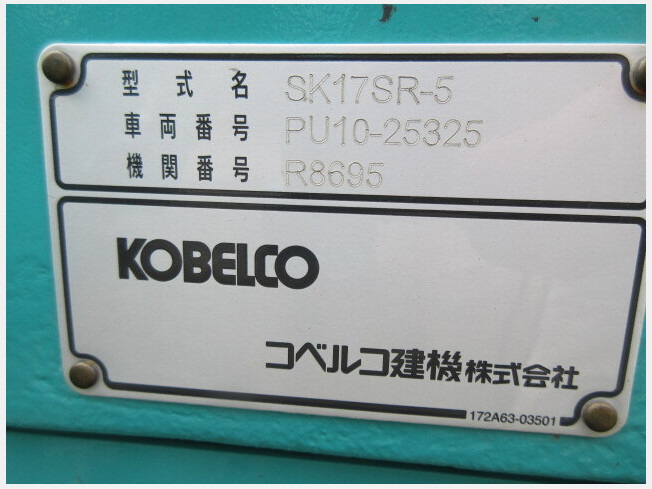 型式名 SK17SR-5
車両番号 PU10-25325
機関番号 R8695
KOBELCO
コベルコ建機株式会社
172A63-03501